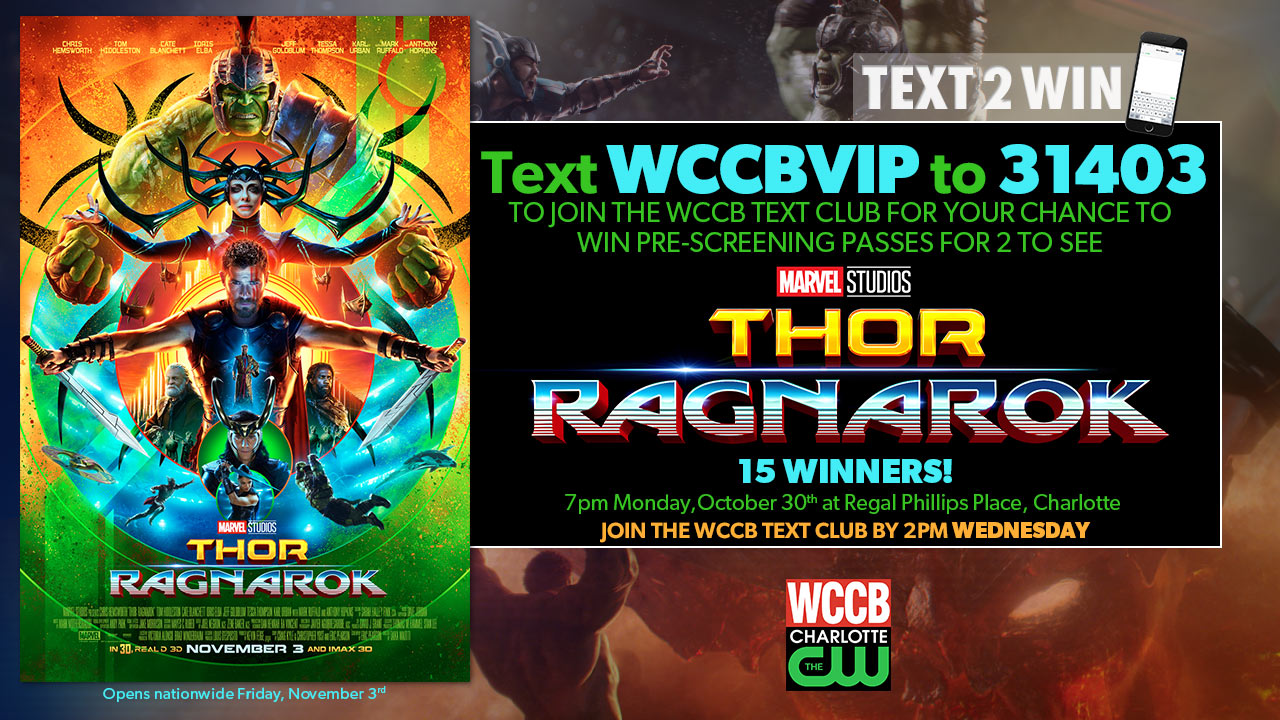 CHRIS HEMSWORTH TOM HIDDLESTON CATE BLANCHETT IDRIS ELBA JEFF GOLDBLUM TESSA THOMPSON KARL URBAN MARK RUFFALO ANTHONY HOPKINS
MARVEL STUDIOS
THOR
RAGNAROK
MARVEL
IN 3D, REAL D 3D NOVEMBER 3 AND IMAX 3D
Opens nationwide Friday, November 3rd
TEXT 2 WIN
Text WCCBVIP to 31403
TO JOIN THE WCCB TEXT CLUB FOR YOUR CHANCE TO
WIN PRE-SCREENING PASSES FOR 2 TO SEE
MARVEL STUDIOS
THOR
RAGNAROK
15 WINNERS!
7pm Monday, October 30th at Regal Phillips Place, Charlotte
JOIN THE WCCB TEXT CLUB BY 2PM WEDNESDAY
WCCB
CHARLOTTE
THE CW